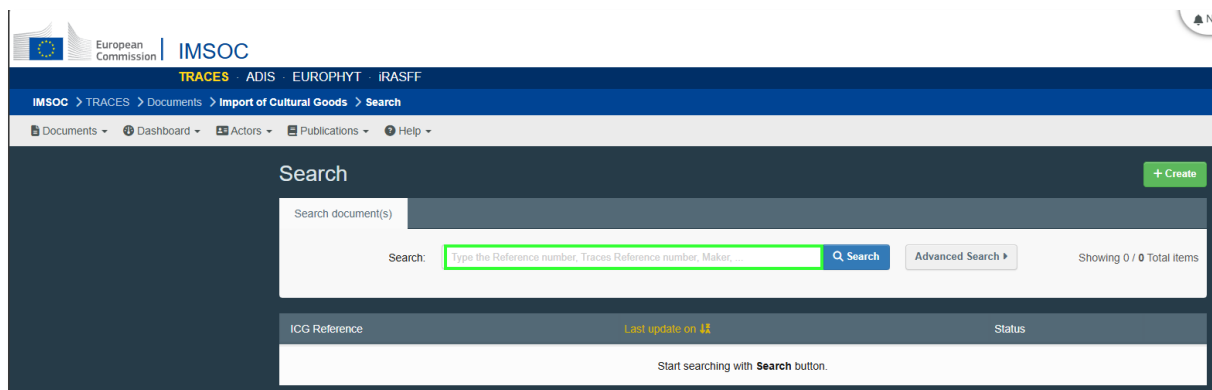 N
European
Commission
IMSOC
TRACES · ADIS · EUROPHYT · iRASFF
IMSOC > TRACES > Documents > Import of Cultural Goods > Search
Documents Dashboard Actors Publications Help
Search
+ Create
Search document(s)
Search: Type the Reference number, Traces Reference number, Maker, ... Search Advanced Search Showing 0 / 0 Total items
ICG Reference Last update on Status
Start searching with Search button.